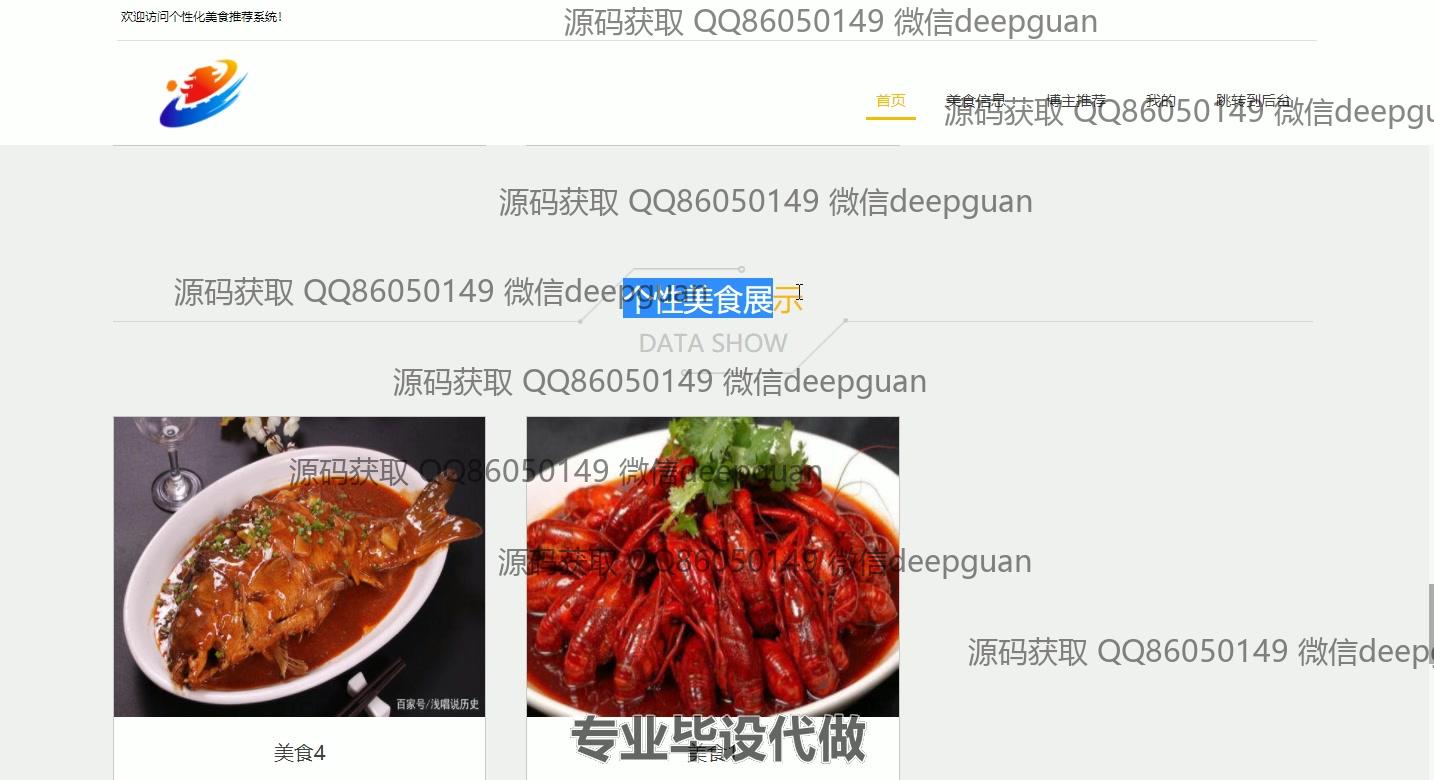 欢迎访问个性化美食推荐系统!
源码获取 QQ86050149 微信deepguan
首页 美食信息 博主推荐 我的 跳转到后台
源码获取 QQ86050149 微信deepgu
源码获取 QQ86050149 微信deepguan
源码获取 QQ86050149 微信deepguan
个性美食展示
DATA SHOW
源码获取 QQ86050149 微信deepguan
源码获取 QQ86050149 微信deepguan
源码获取 QQ86050149 微信deepguan
源码获取 QQ86050149 微信deep
百家号/浅唱说历史
专业毕设代做
美食4
美食